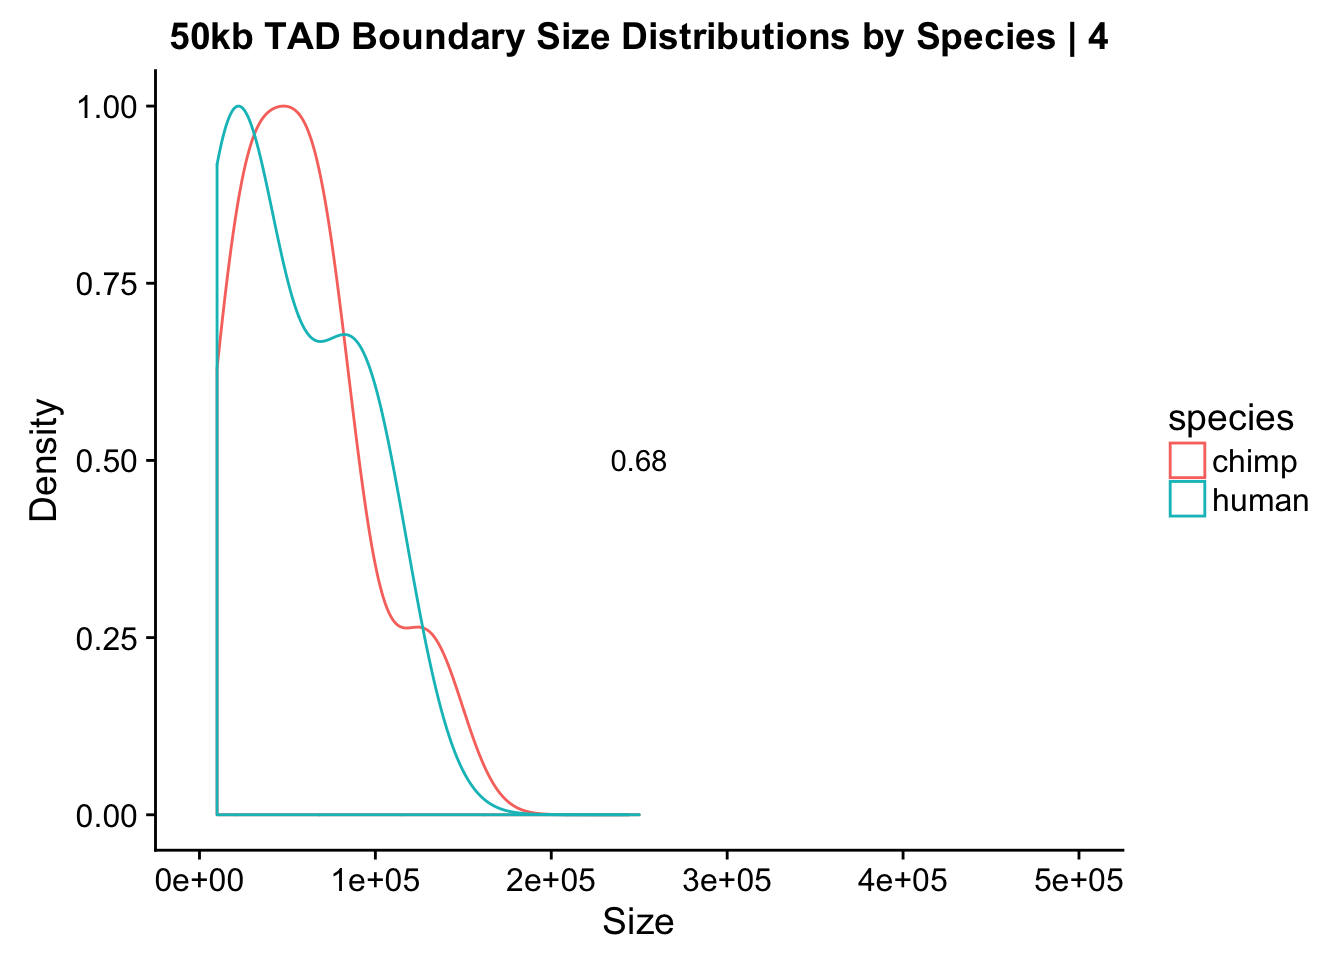 50kb TAD Boundary Size Distributions by Species | 4
1.00
0.75
0.50
0.25
0.00
Density
0.68
0e+00 1e+05 2e+05 3e+05 4e+05 5e+05
Size
species
chimp
human